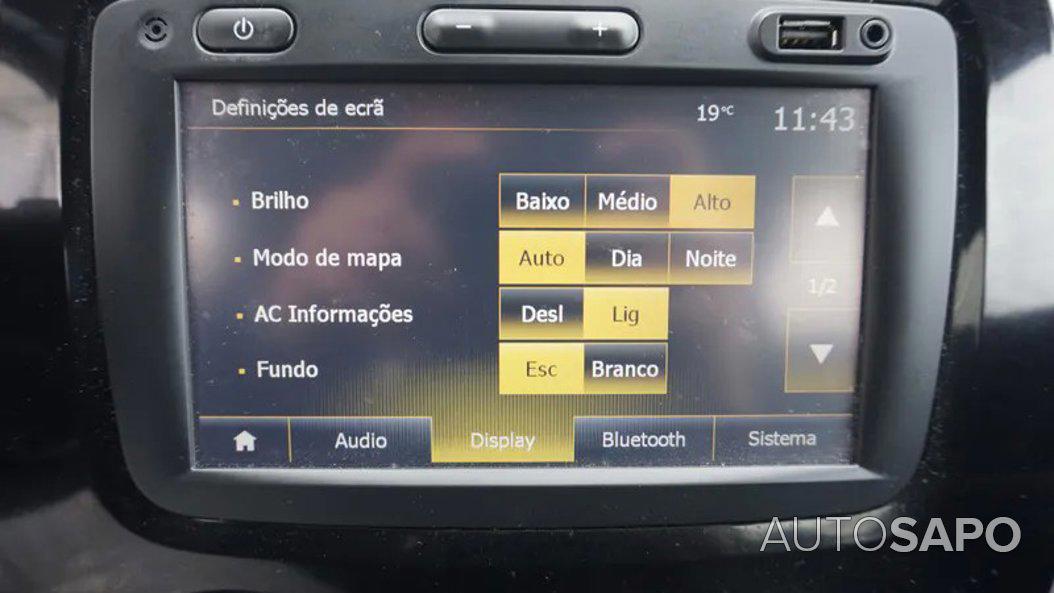 Definições de ecrã 19°C 11:43
Brilho Baixo Médio Alto
Modo de mapa Auto Dia Noite
1/2
AC Informações Desl Lig
Fundo Esc Branco
Audio Display Bluetooth Sistema
AUTOSAPO